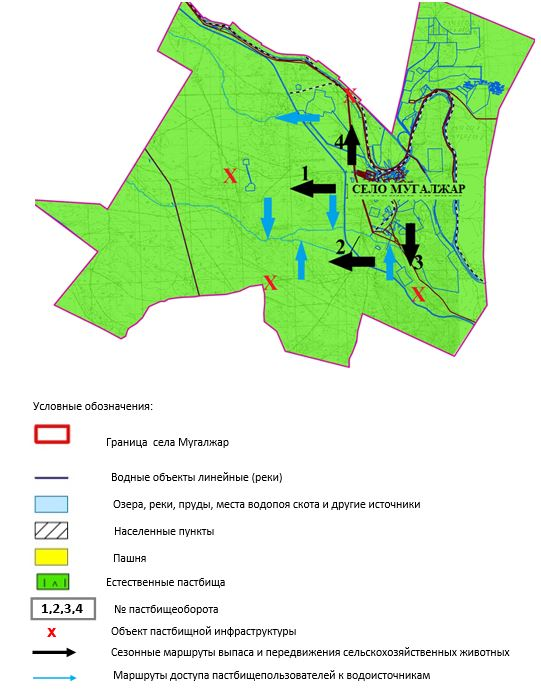 X
4
1
X
СЕЛО МУГАЛЖАР
2
3
X
X
Условные обозначения:
Граница села Мугалжар
Водные объекты линейные (реки)
Озера, реки, пруды, места водопоя скота и другие источники
Населенные пункты
Пашня
Естественные пастбища
1,2,3,4 № пастбищеоборота
х Объект пастбищной инфраструктуры
Сезонные маршруты выпаса и передвижения сельскохозяйственных животных
Маршруты доступа пастбищепользователей к водоисточникам